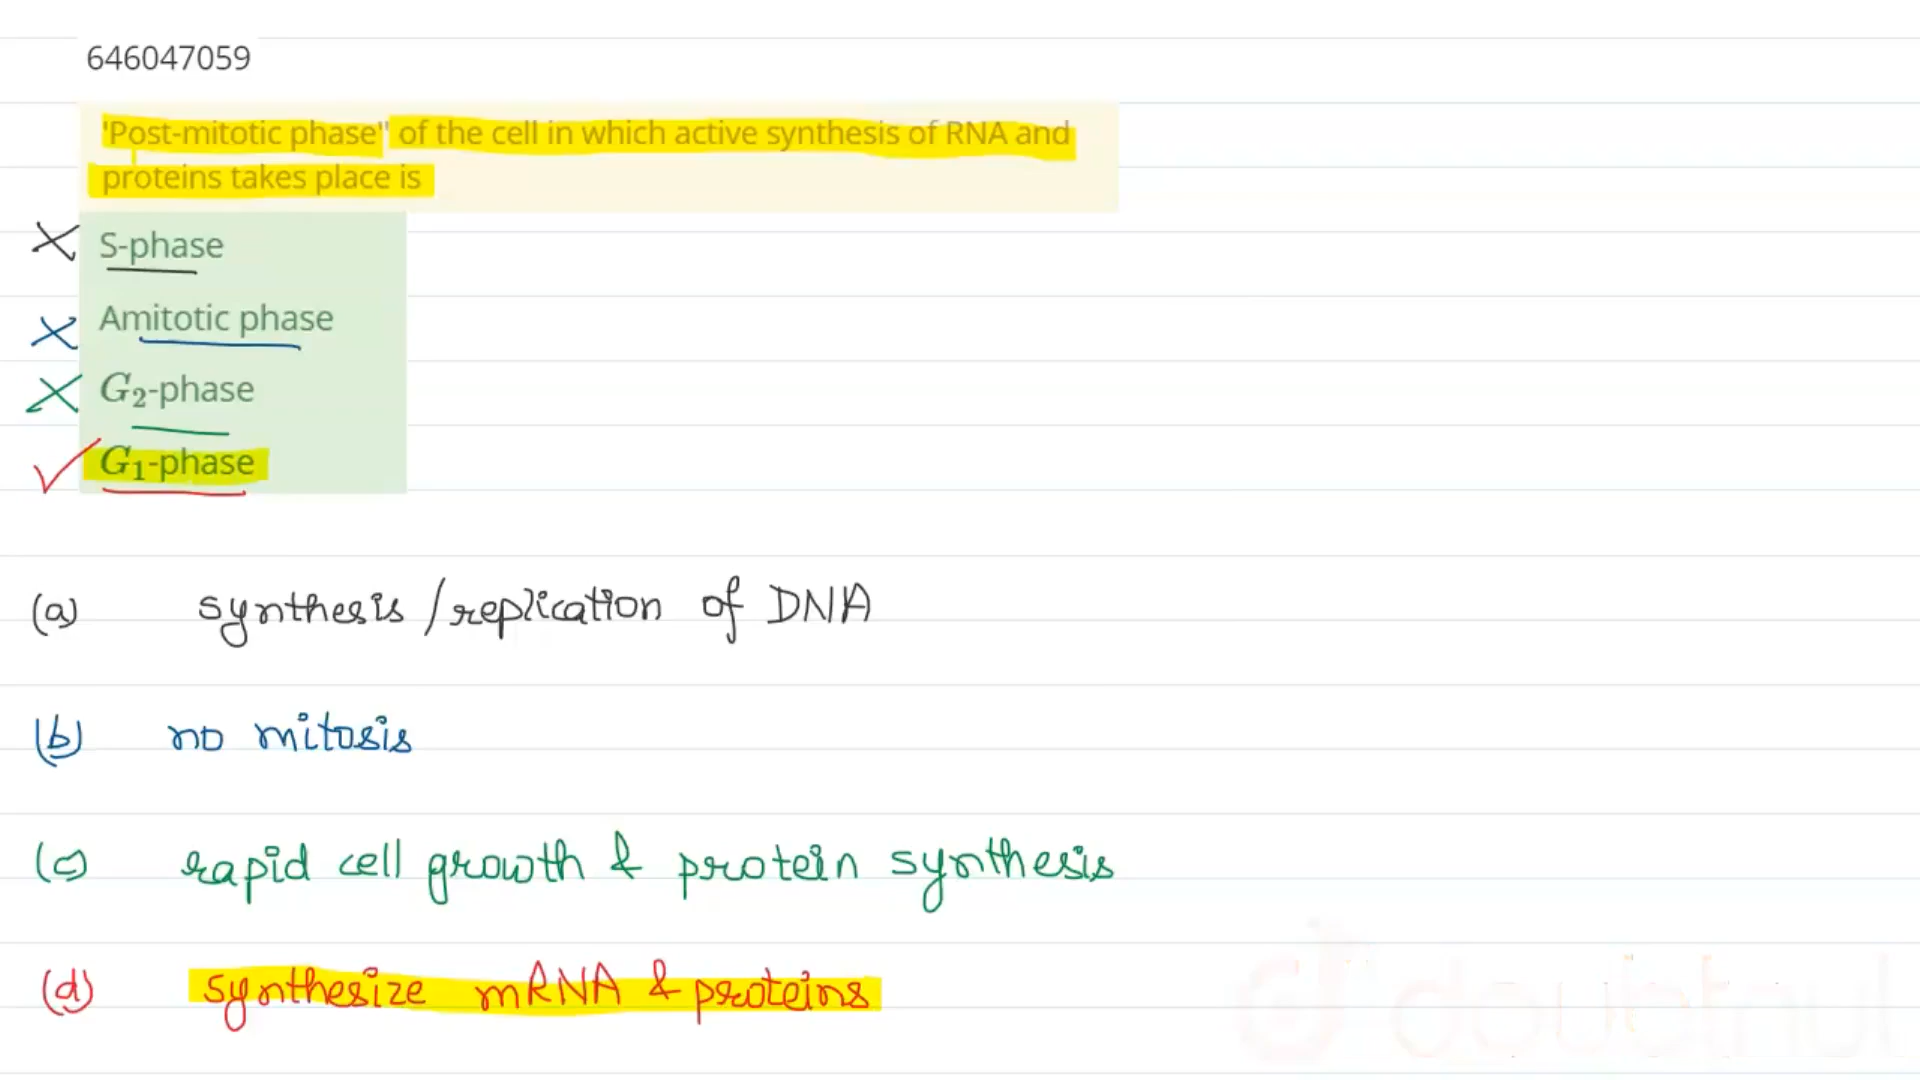 646047059
'Post-mitotic phase" of the cell in which active synthesis of RNA and
proteins takes place is
S-phase
Amitotic phase
G₂-phase
G₁-phase
(a) synthesis/replication of DNA
(b) no mitosis
(c) rapid cell growth & protein synthesis
(d) synthesize mRNA & proteins
doubtnut